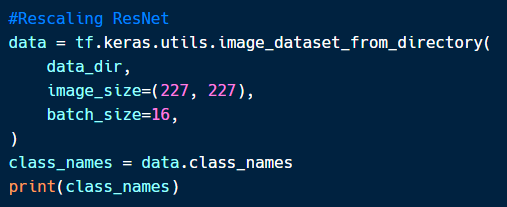 #Rescaling ResNet
data = tf.keras.utils.image_dataset_from_directory(
    data_dir,
    image_size=(227, 227),
    batch_size=16,
)
class_names = data.class_names
print(class_names)